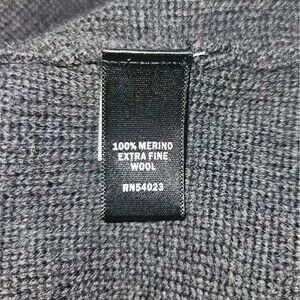 100% MERINO
EXTRA FINE
WOOL
RN54023